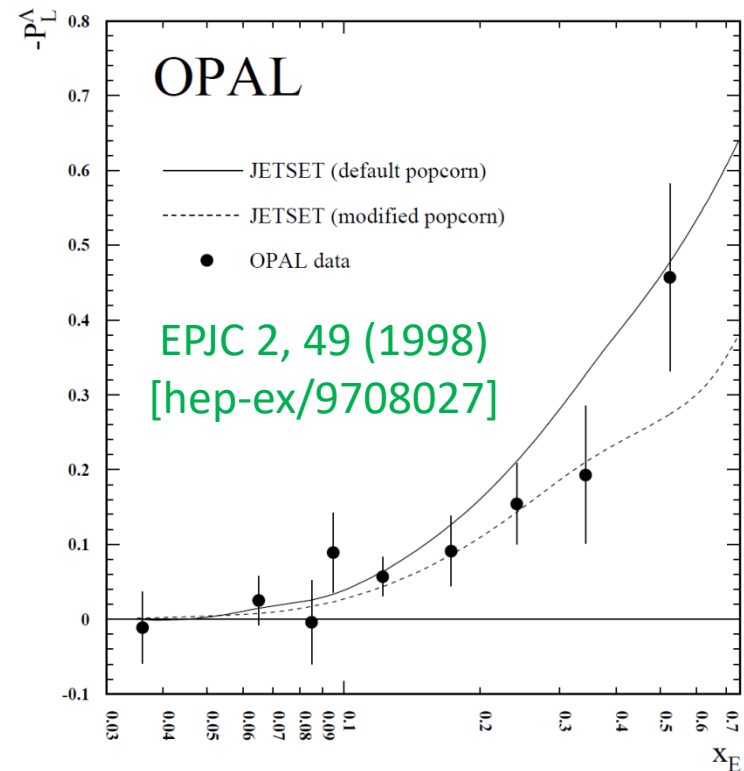 -P_L^Λ
0.8
OPAL
0.7
0.6
JETSET (default popcorn)
JETSET (modified popcorn)
0.5
OPAL data
0.4
EPJC 2, 49 (1998)
0.3
[hep-ex/9708027]
0.2
0.1
0
-0.1
0.03 0.04 0.05 0.06 0.07 0.08 0.09 0.1 0.2 0.3 0.4 0.5 0.6 0.7
x_E